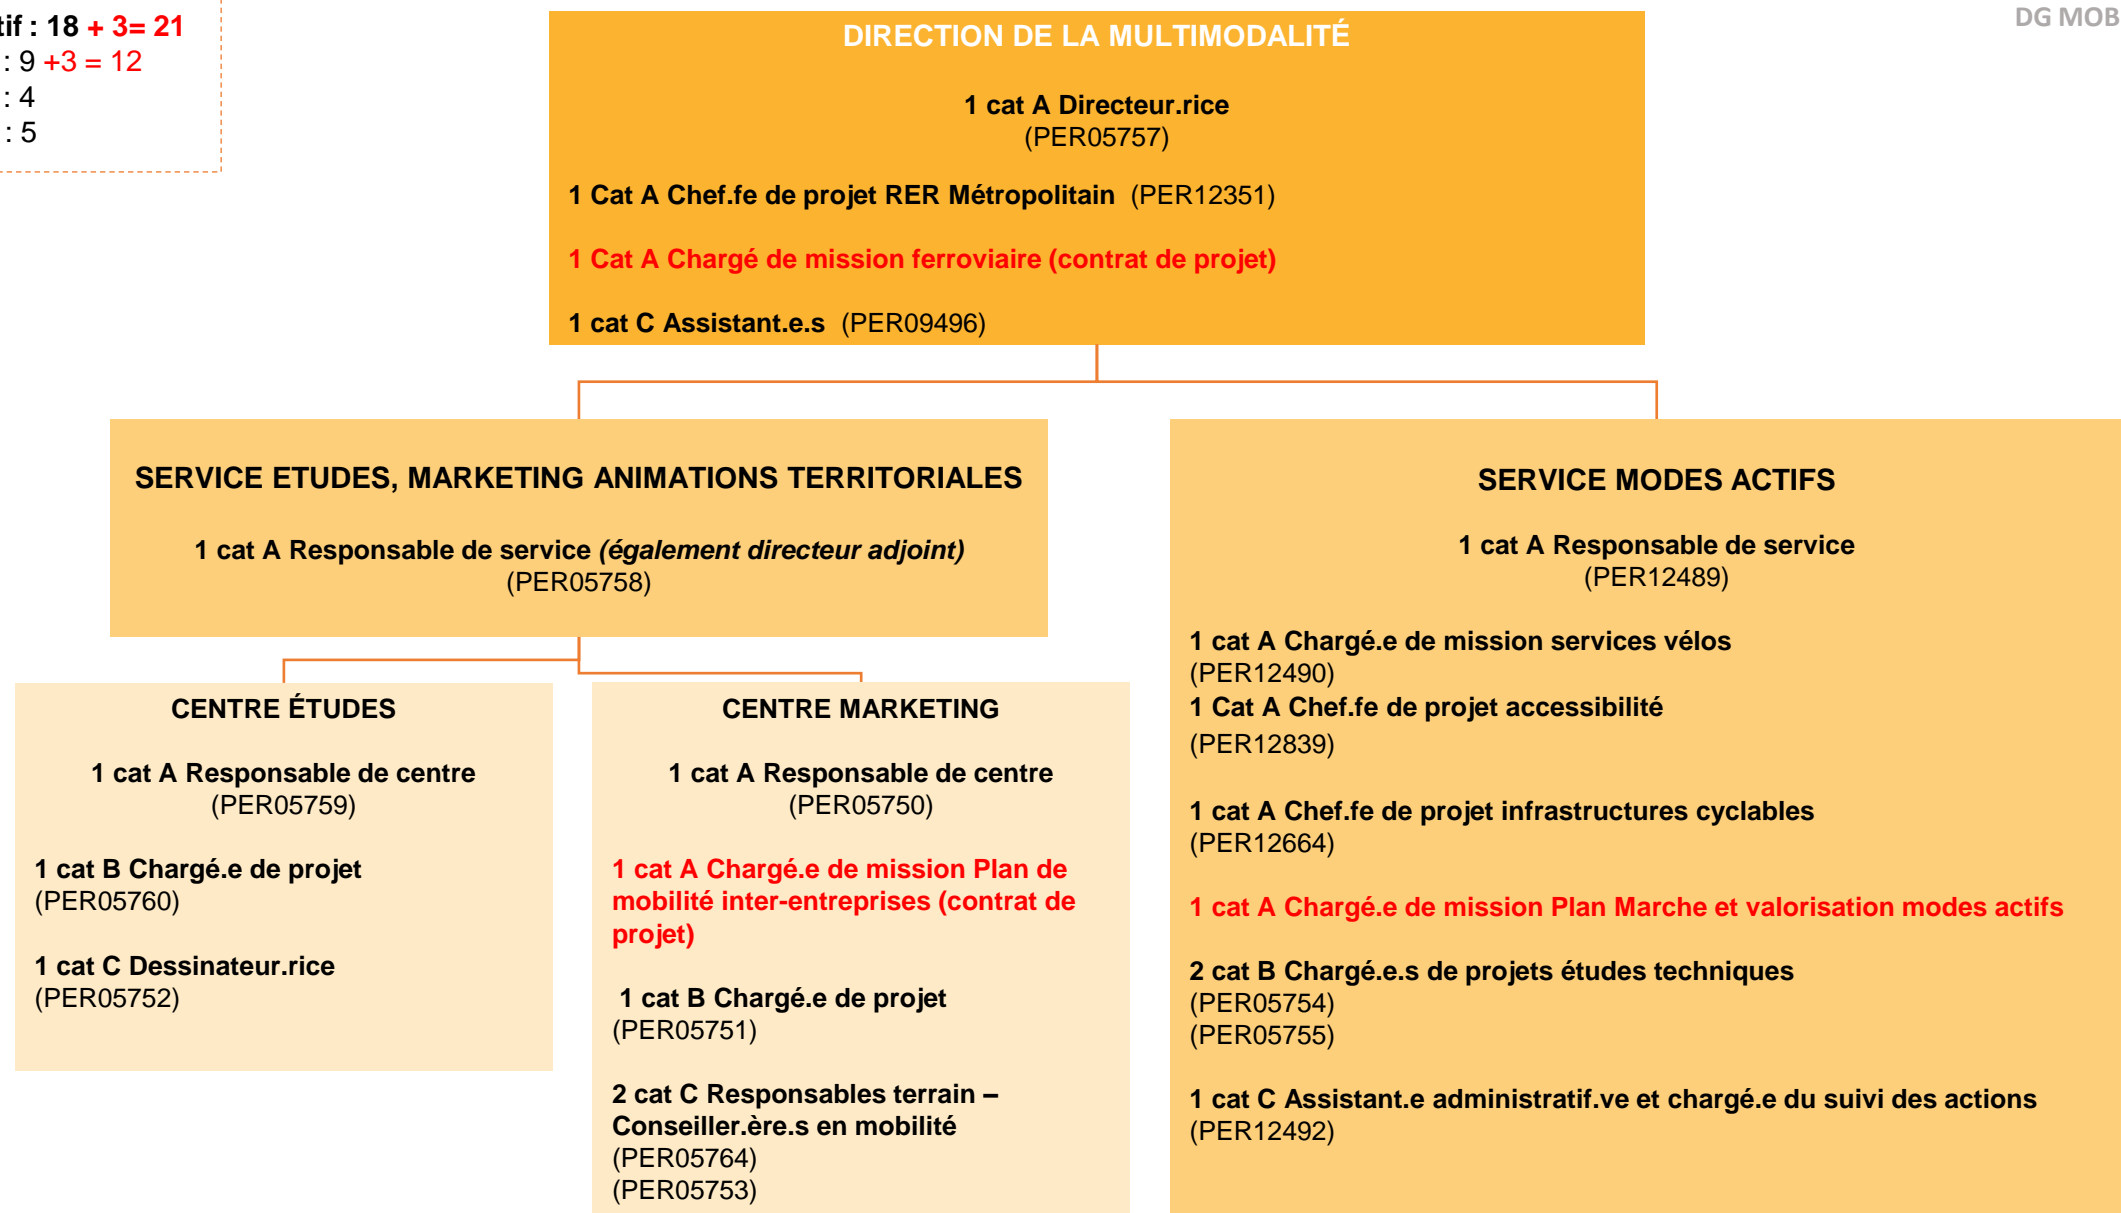 tif : 18 + 3= 21
: 9 +3 = 12
: 4
: 5
DG MOB
DIRECTION DE LA MULTIMODALITÉ
1 cat A Directeur.rice
(PER05757)
1 Cat A Chef.fe de projet RER Métropolitain (PER12351)
1 Cat A Chargé de mission ferroviaire (contrat de projet)
1 cat C Assistant.e.s (PER09496)
SERVICE ETUDES, MARKETING ANIMATIONS TERRITORIALES
1 cat A Responsable de service (également directeur adjoint)
(PER05758)
CENTRE ÉTUDES
1 cat A Responsable de centre
(PER05759)
1 cat B Chargé.e de projet
(PER05760)
1 cat C Dessinateur.rice
(PER05752)
CENTRE MARKETING
1 cat A Responsable de centre
(PER05750)
1 cat A Chargé.e de mission Plan de
mobilité inter-entreprises (contrat de
projet)
1 cat B Chargé.e de projet
(PER05751)
2 cat C Responsables terrain –
Conseiller.ère.s en mobilité
(PER05764)
(PER05753)
SERVICE MODES ACTIFS
1 cat A Responsable de service
(PER12489)
1 cat A Chargé.e de mission services vélos
(PER12490)
1 Cat A Chef.fe de projet accessibilité
(PER12839)
1 cat A Chef.fe de projet infrastructures cyclables
(PER12664)
1 cat A Chargé.e de mission Plan Marche et valorisation modes actifs
2 cat B Chargé.e.s de projets études techniques
(PER05754)
(PER05755)
1 cat C Assistant.e administratif.ve et chargé.e du suivi des actions
(PER12492)